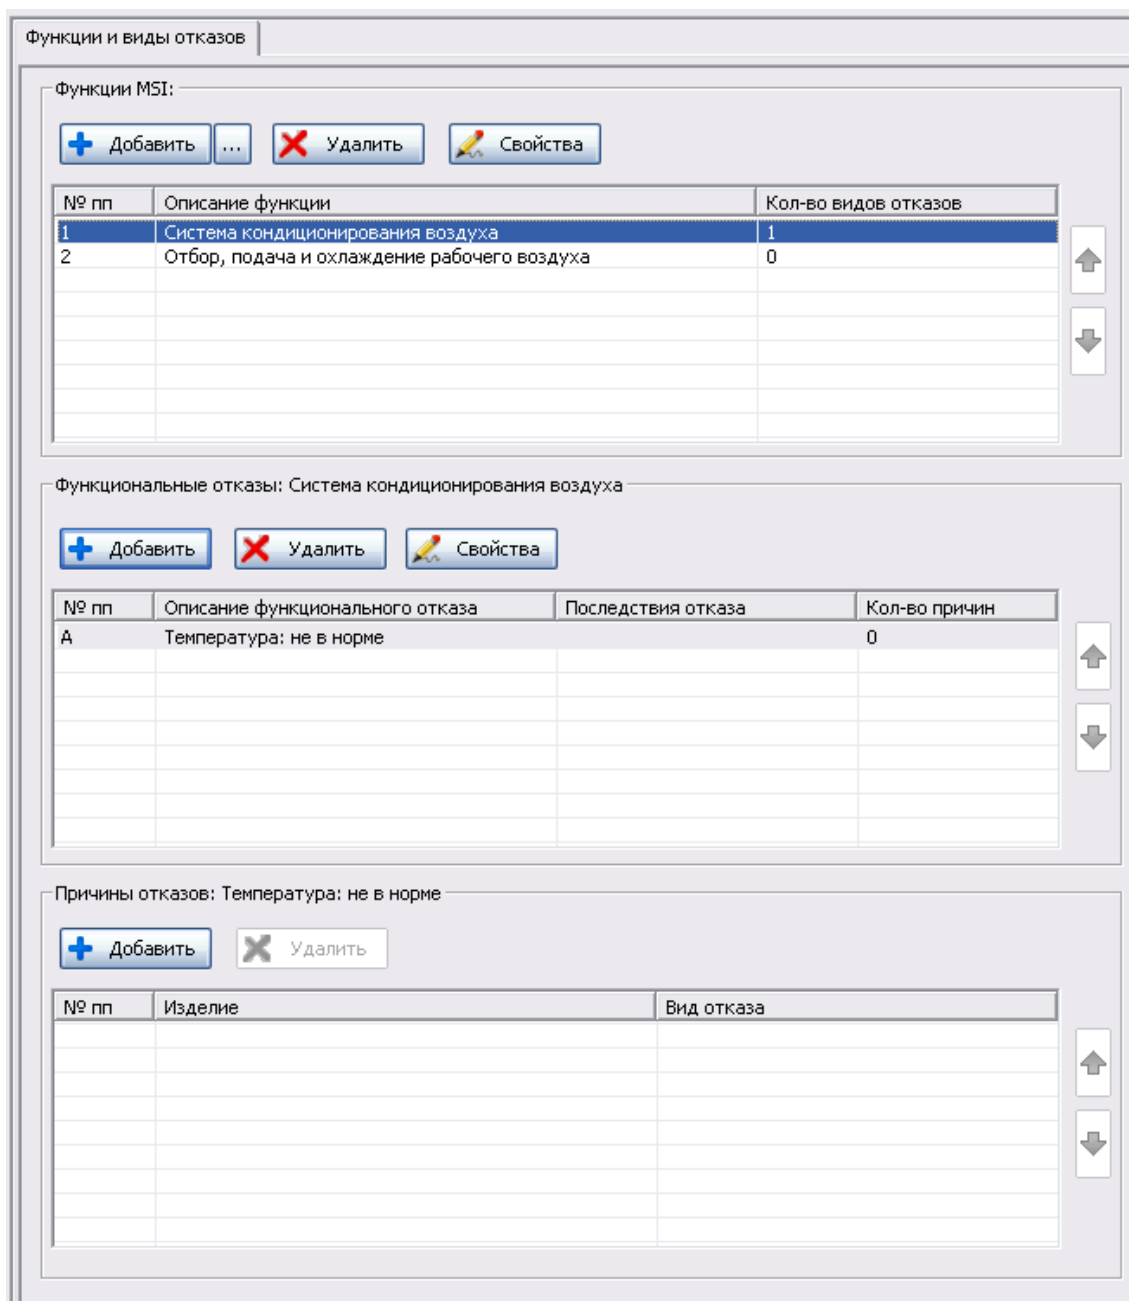 Функции и виды отказов
Функции MSI:
Добавить ... Удалить Свойства
№ пп Описание функции Кол-во видов отказов
1 Система кондиционирования воздуха 1
2 Отбор, подача и охлаждение рабочего воздуха 0
Функциональные отказы: Система кондиционирования воздуха
Добавить Удалить Свойства
№ пп Описание функционального отказа Последствия отказа Кол-во причин
А Температура: не в норме 0
Причины отказов: Температура: не в норме
Добавить Удалить
№ пп Изделие Вид отказа